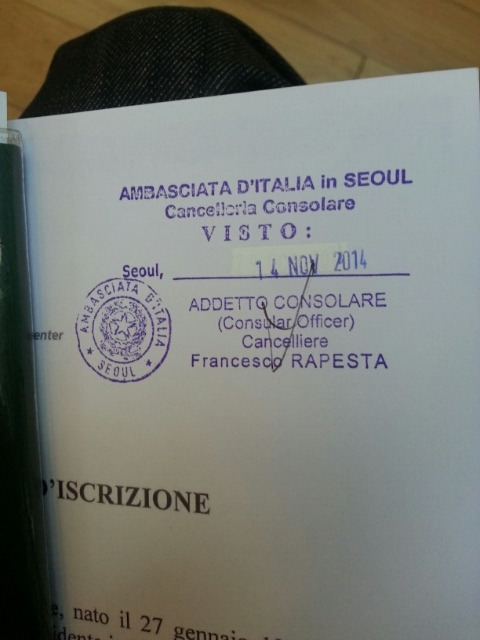 AMBASCIATA D'ITALIA in SEOUL
Cancelleria Consolare
VISTO:
Seoul, 14 NOV 2014
AMBASCIATA D'ITALIA
★ SEOUL ★
ADDETTO CONSOLARE
(Consular Officer)
Cancelliere
Francesco RAPESTA
enter
D'ISCRIZIONE
e, nato il 27 gennaio